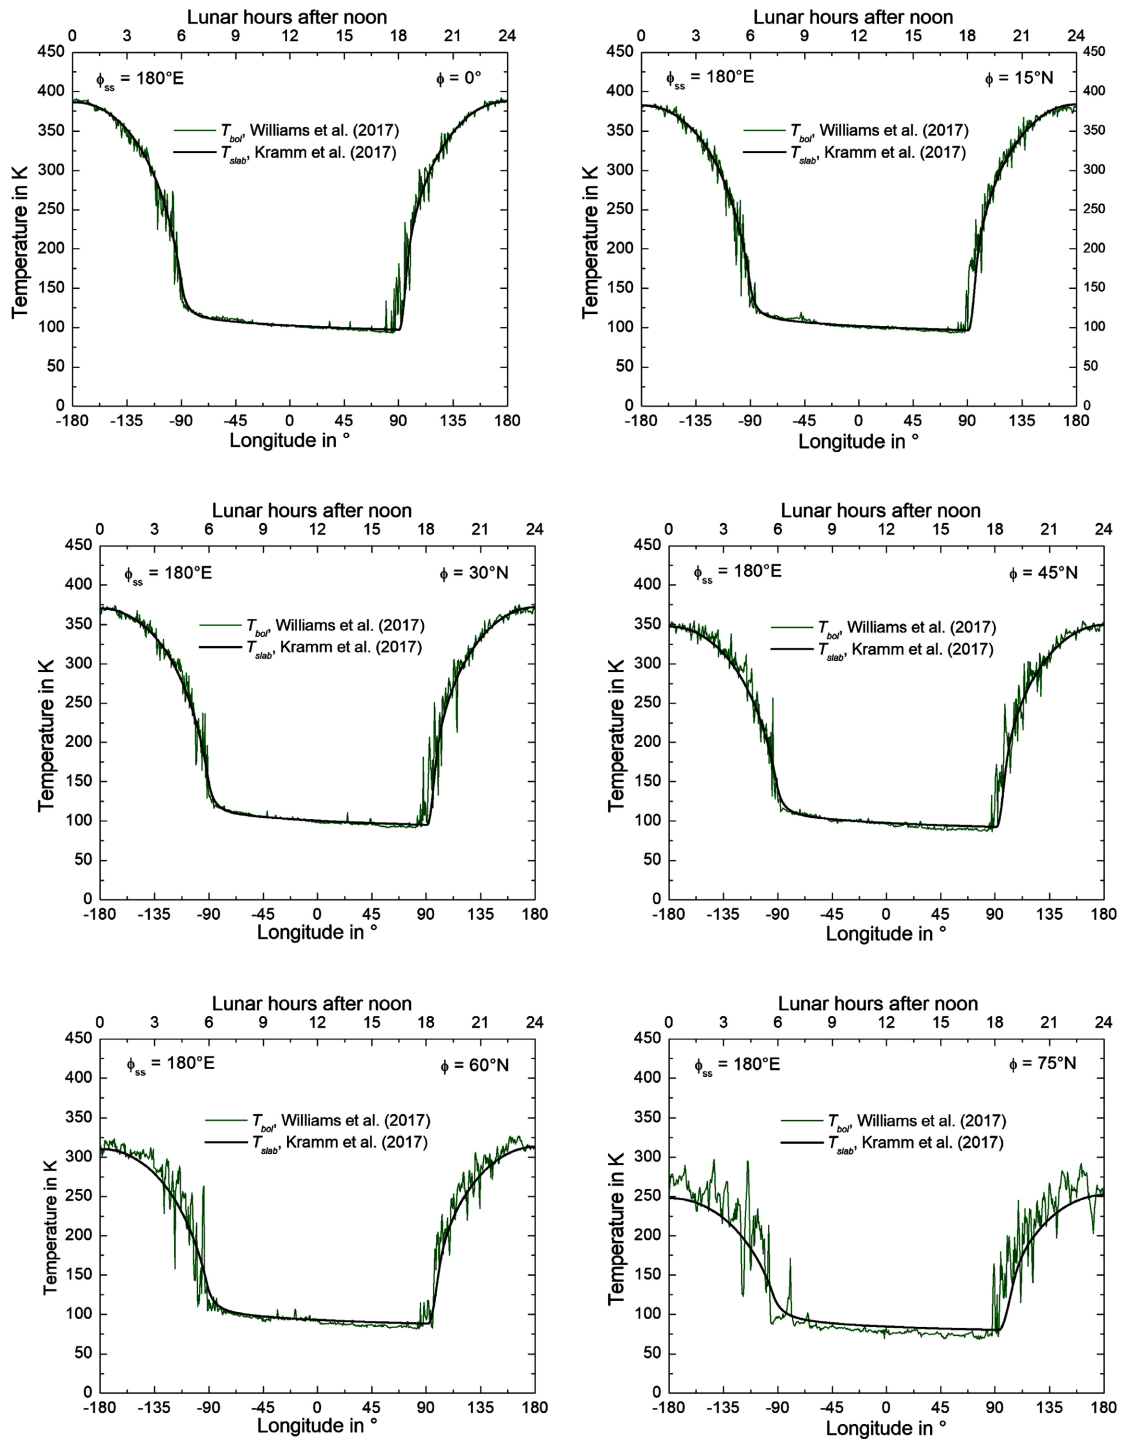 Lunar hours after noon
0 3 6 9 12 15 18 21 24
450
400
350
300
250
200
150
100
50
0
Temperature in K
ϕss = 180°E ϕ = 0°
Tbol, Williams et al. (2017)
Tslab, Kramm et al. (2017)
-180 -135 -90 -45 0 45 90 135 180
Longitude in °
Lunar hours after noon
0 3 6 9 12 15 18 21 24
450 450
400 400
350 350
300 300
250 250
200 200
150 150
100 100
50 50
0 0
Temperature in K
ϕss = 180°E ϕ = 15°N
Tbol, Williams et al. (2017)
Tslab, Kramm et al. (2017)
-180 -135 -90 -45 0 45 90 135 180
Longitude in °
Lunar hours after noon
0 3 6 9 12 15 18 21 24
450
400
350
300
250
200
150
100
50
0
Temperature in K
ϕss = 180°E ϕ = 30°N
Tbol, Williams et al. (2017)
Tslab, Kramm et al. (2017)
-180 -135 -90 -45 0 45 90 135 180
Longitude in °
Lunar hours after noon
0 3 6 9 12 15 18 21 24
450
400
350
300
250
200
150
100
50
0
Temperature in K
ϕss = 180°E ϕ = 45°N
Tbol, Williams et al. (2017)
Tslab, Kramm et al. (2017)
-180 -135 -90 -45 0 45 90 135 180
Longitude in °
Lunar hours after noon
0 3 6 9 12 15 18 21 24
450
400
350
300
250
200
150
100
50
0
Temperature in K
ϕss = 180°E ϕ = 60°N
Tbol, Williams et al. (2017)
Tslab, Kramm et al. (2017)
-180 -135 -90 -45 0 45 90 135 180
Longitude in °
Lunar hours after noon
0 3 6 9 12 15 18 21 24
450
400
350
300
250
200
150
100
50
0
Temperature in K
ϕss = 180°E ϕ = 75°N
Tbol, Williams et al. (2017)
Tslab, Kramm et al. (2017)
-180 -135 -90 -45 0 45 90 135 180
Longitude in °